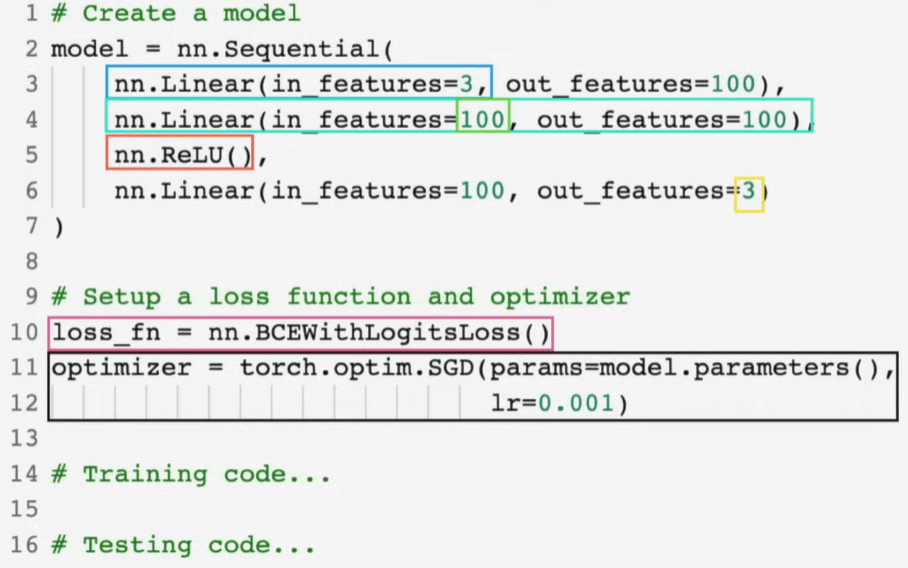 1 # Create a model
2 model = nn.Sequential(
3 nn.Linear(in_features=3, out_features=100),
4 nn.Linear(in_features=100, out_features=100),
5 nn.ReLU(),
6 nn.Linear(in_features=100, out_features=3)
7 )
8
9 # Setup a loss function and optimizer
10 loss_fn = nn.BCEWithLogitsLoss()
11 optimizer = torch.optim.SGD(params=model.parameters(),
12 lr=0.001)
13
14 # Training code...
15
16 # Testing code...